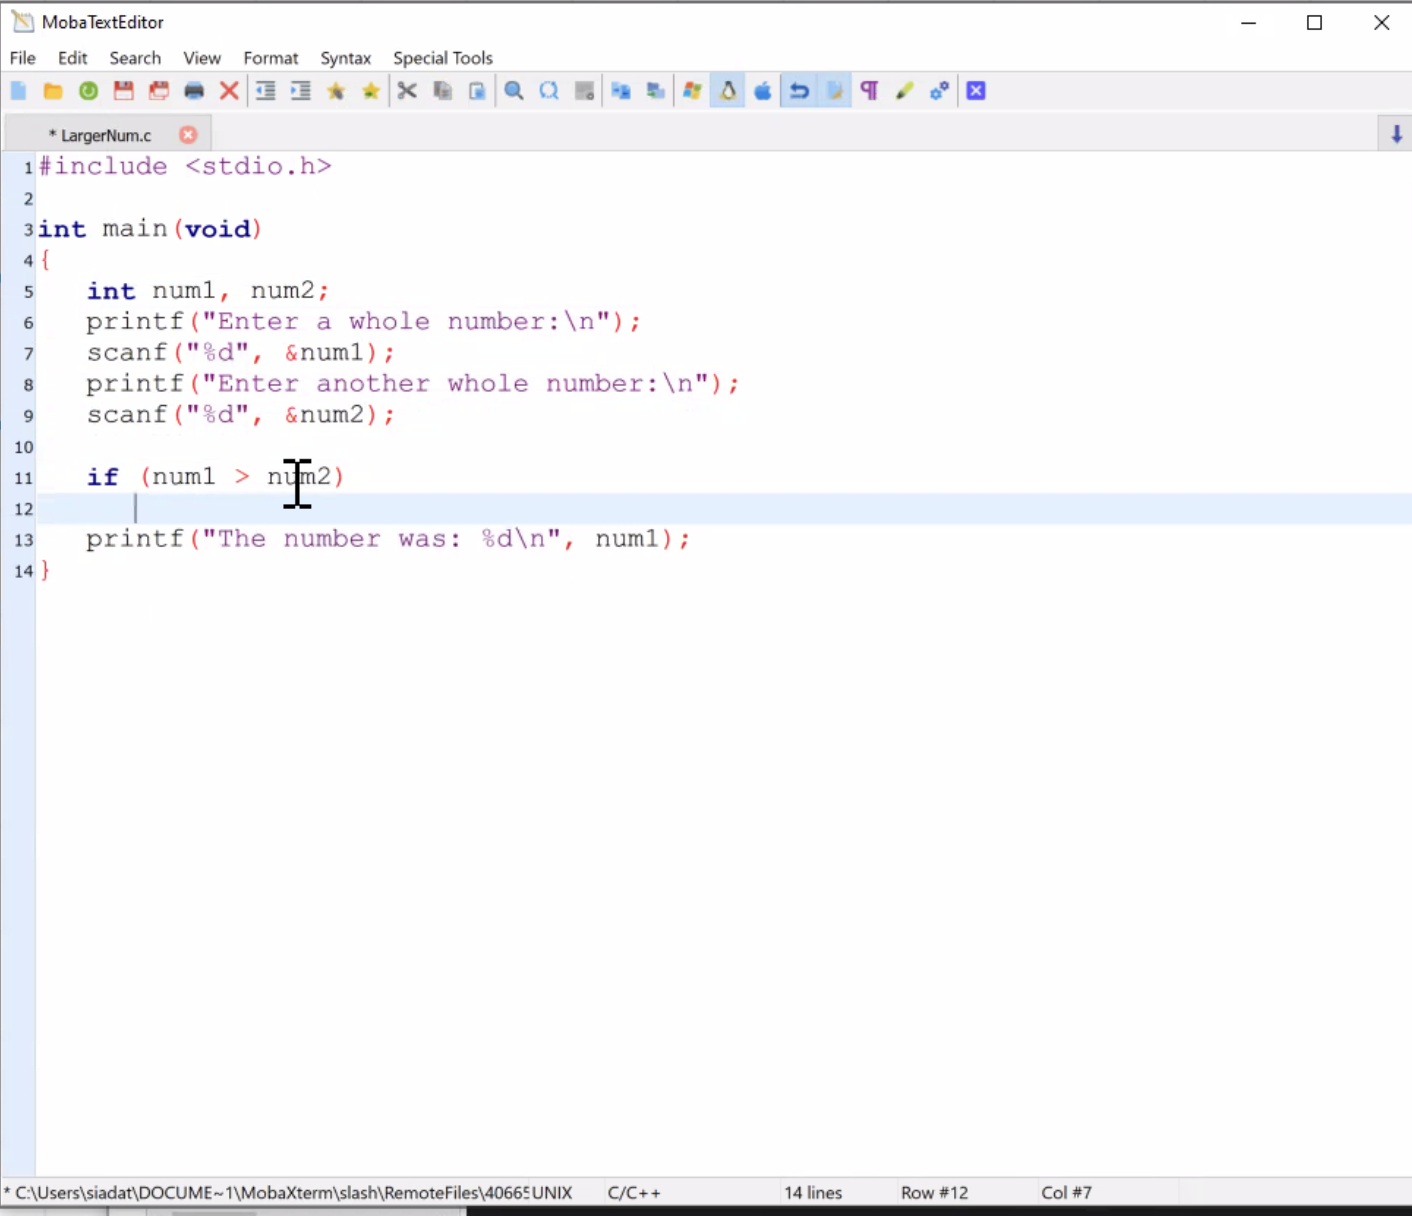 MobaTextEditor
File Edit Search View Format Syntax Special Tools
* LargerNum.c
1 #include <stdio.h>
2
3 int main(void)
4 {
5    int num1, num2;
6    printf("Enter a whole number:\n");
7    scanf("%d", &num1);
8    printf("Enter another whole number:\n");
9    scanf("%d", &num2);
10
11    if (num1 > num2)
12
13    printf("The number was: %d\n", num1);
14 }
* C:\Users\siadat\DOCUME~1\MobaXterm\slash\RemoteFiles\40665 UNIX C/C++ 14 lines Row #12 Col #7